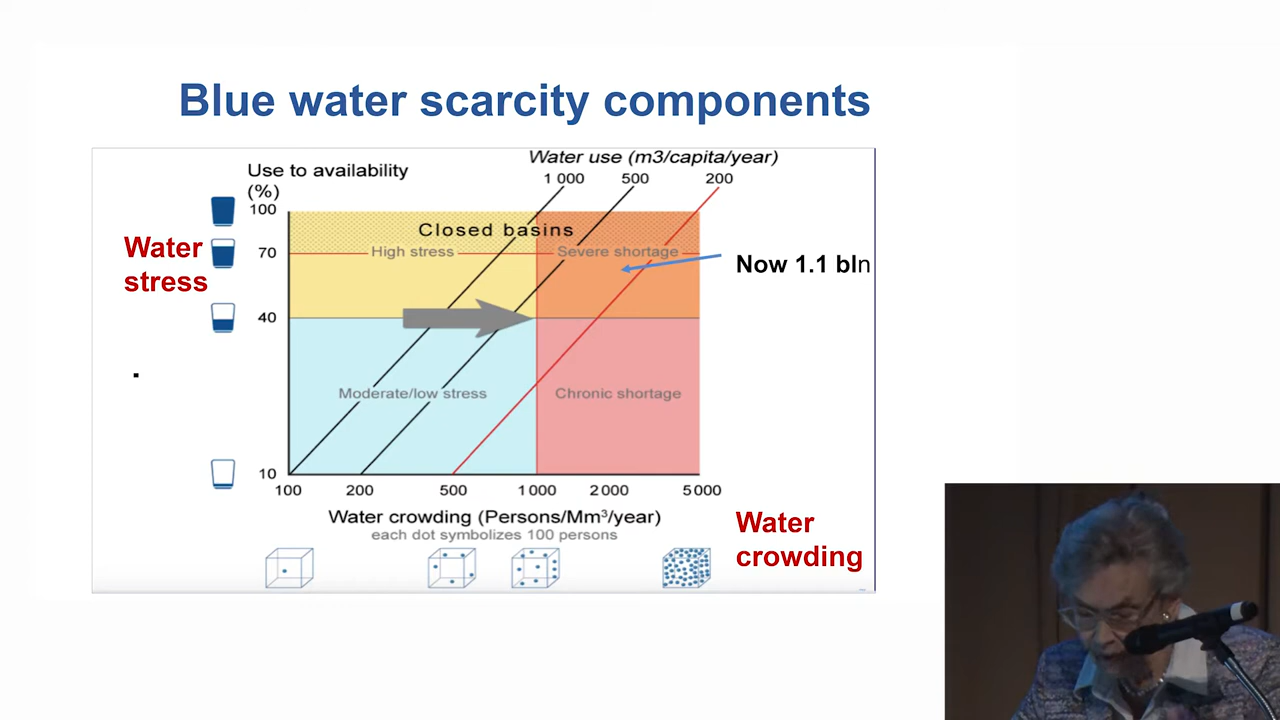 Blue water scarcity components
Water use (m3/capita/year)
Use to availability
(%)
1 000
500
200
100
Closed basins
High stress
Severe shortage
70
Water
stress
Now 1.1 bln
40
Moderate/low stress
Chronic shortage
10
100
200
500
1 000
2 000
5 000
Water crowding (Persons/Mm³/year)
each dot symbolizes 100 persons
Water
crowding